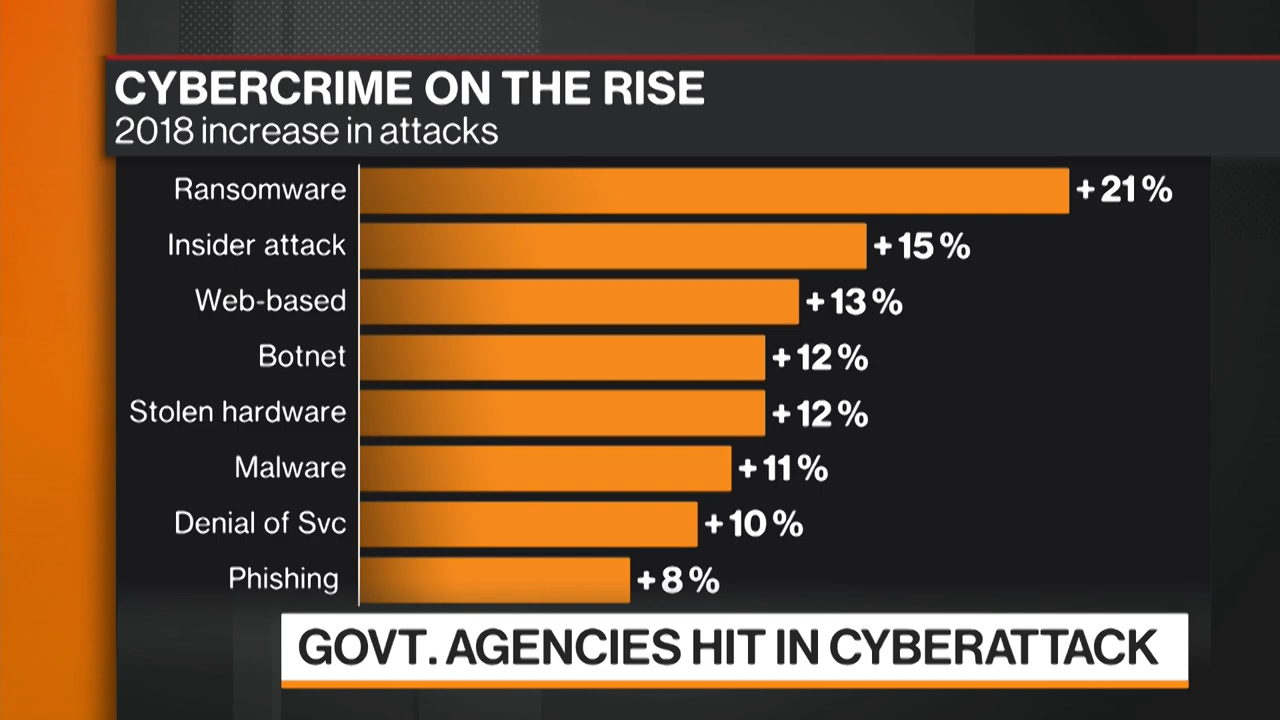 CYBERCRIME ON THE RISE
2018 increase in attacks
Ransomware +21%
Insider attack +15%
Web-based +13%
Botnet +12%
Stolen hardware +12%
Malware +11%
Denial of Svc +10%
Phishing +8%
GOVT. AGENCIES HIT IN CYBERATTACK